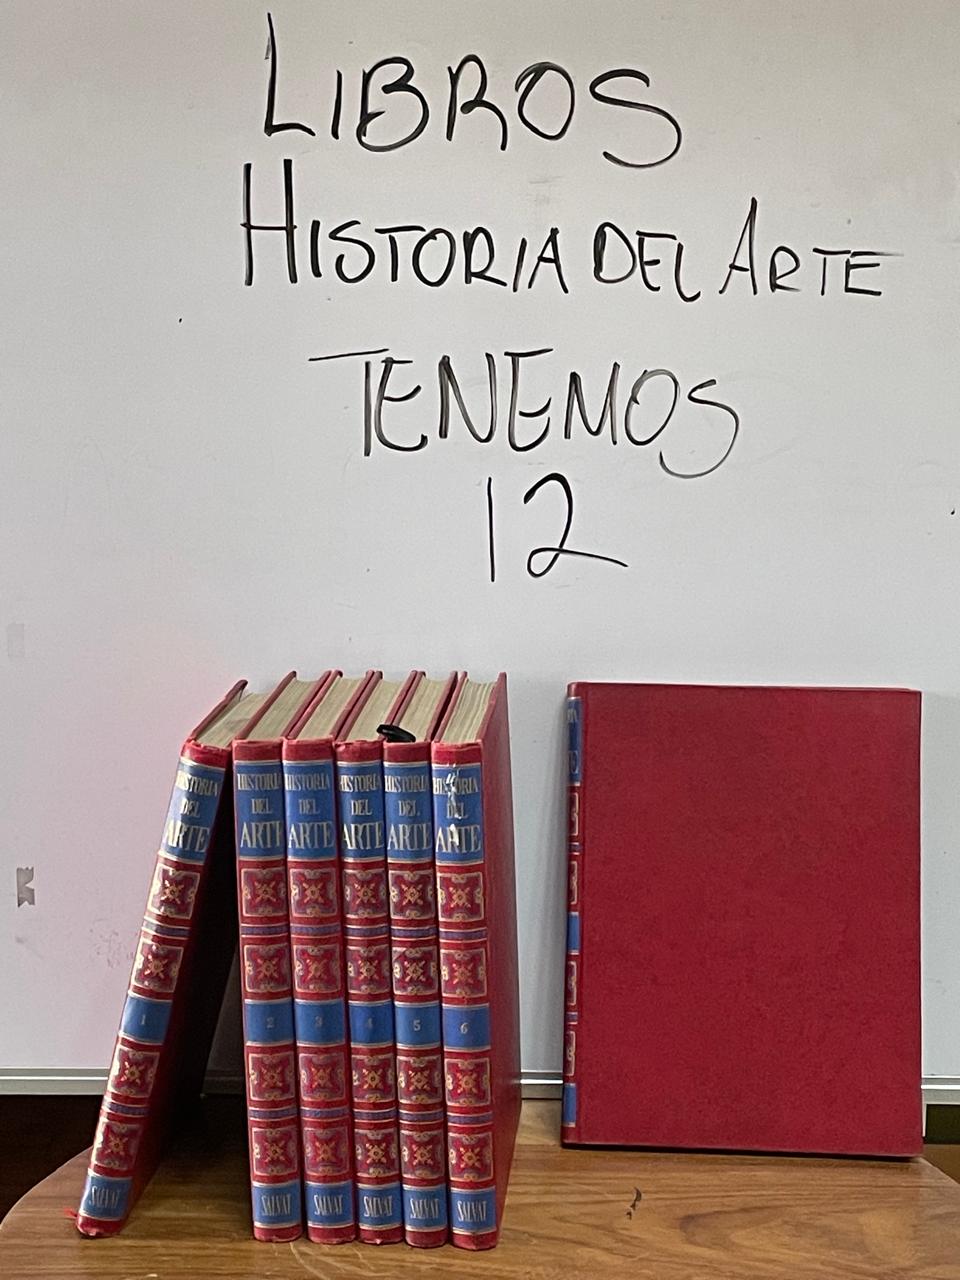 LIBROS
HISTORIA DEL ARTE
TENEMOS
12
HISTORIA
DEL
ARTE
1
SALVAT
HISTORIA
DEL
ARTE
2
SALVAT
HISTORIA
DEL
ARTE
3
SALVAT
HISTORIA
DEL
ARTE
4
SALVAT
HISTORIA
DEL
ARTE
5
SALVAT
HISTORIA
DEL
ARTE
6
SALVAT